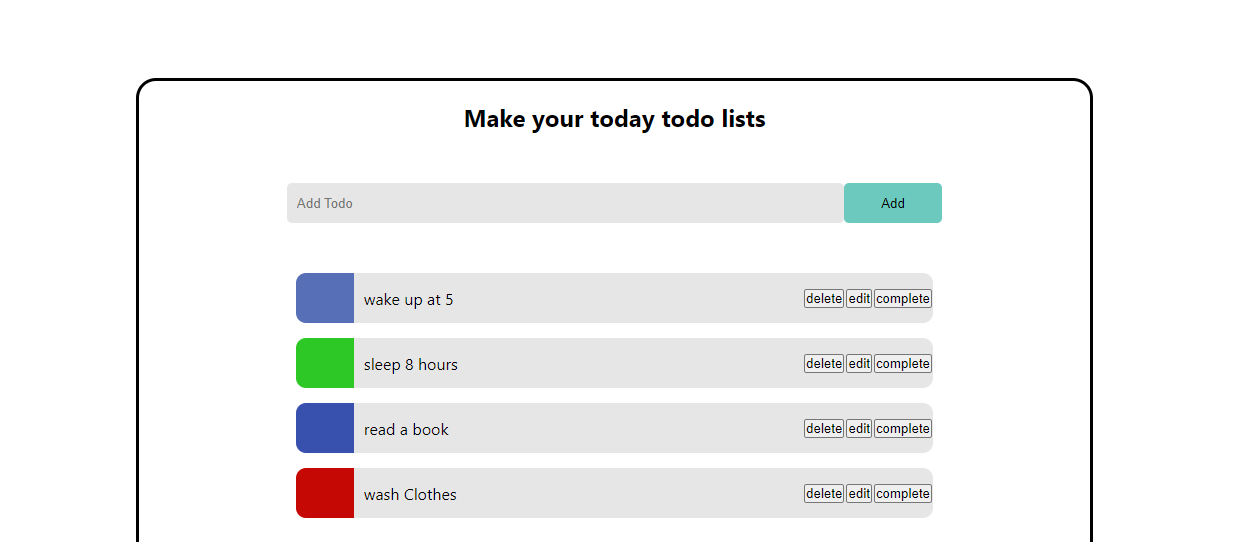 Make your today todo lists
Add Todo Add
wake up at 5 delete edit complete
sleep 8 hours delete edit complete
read a book delete edit complete
wash Clothes delete edit complete